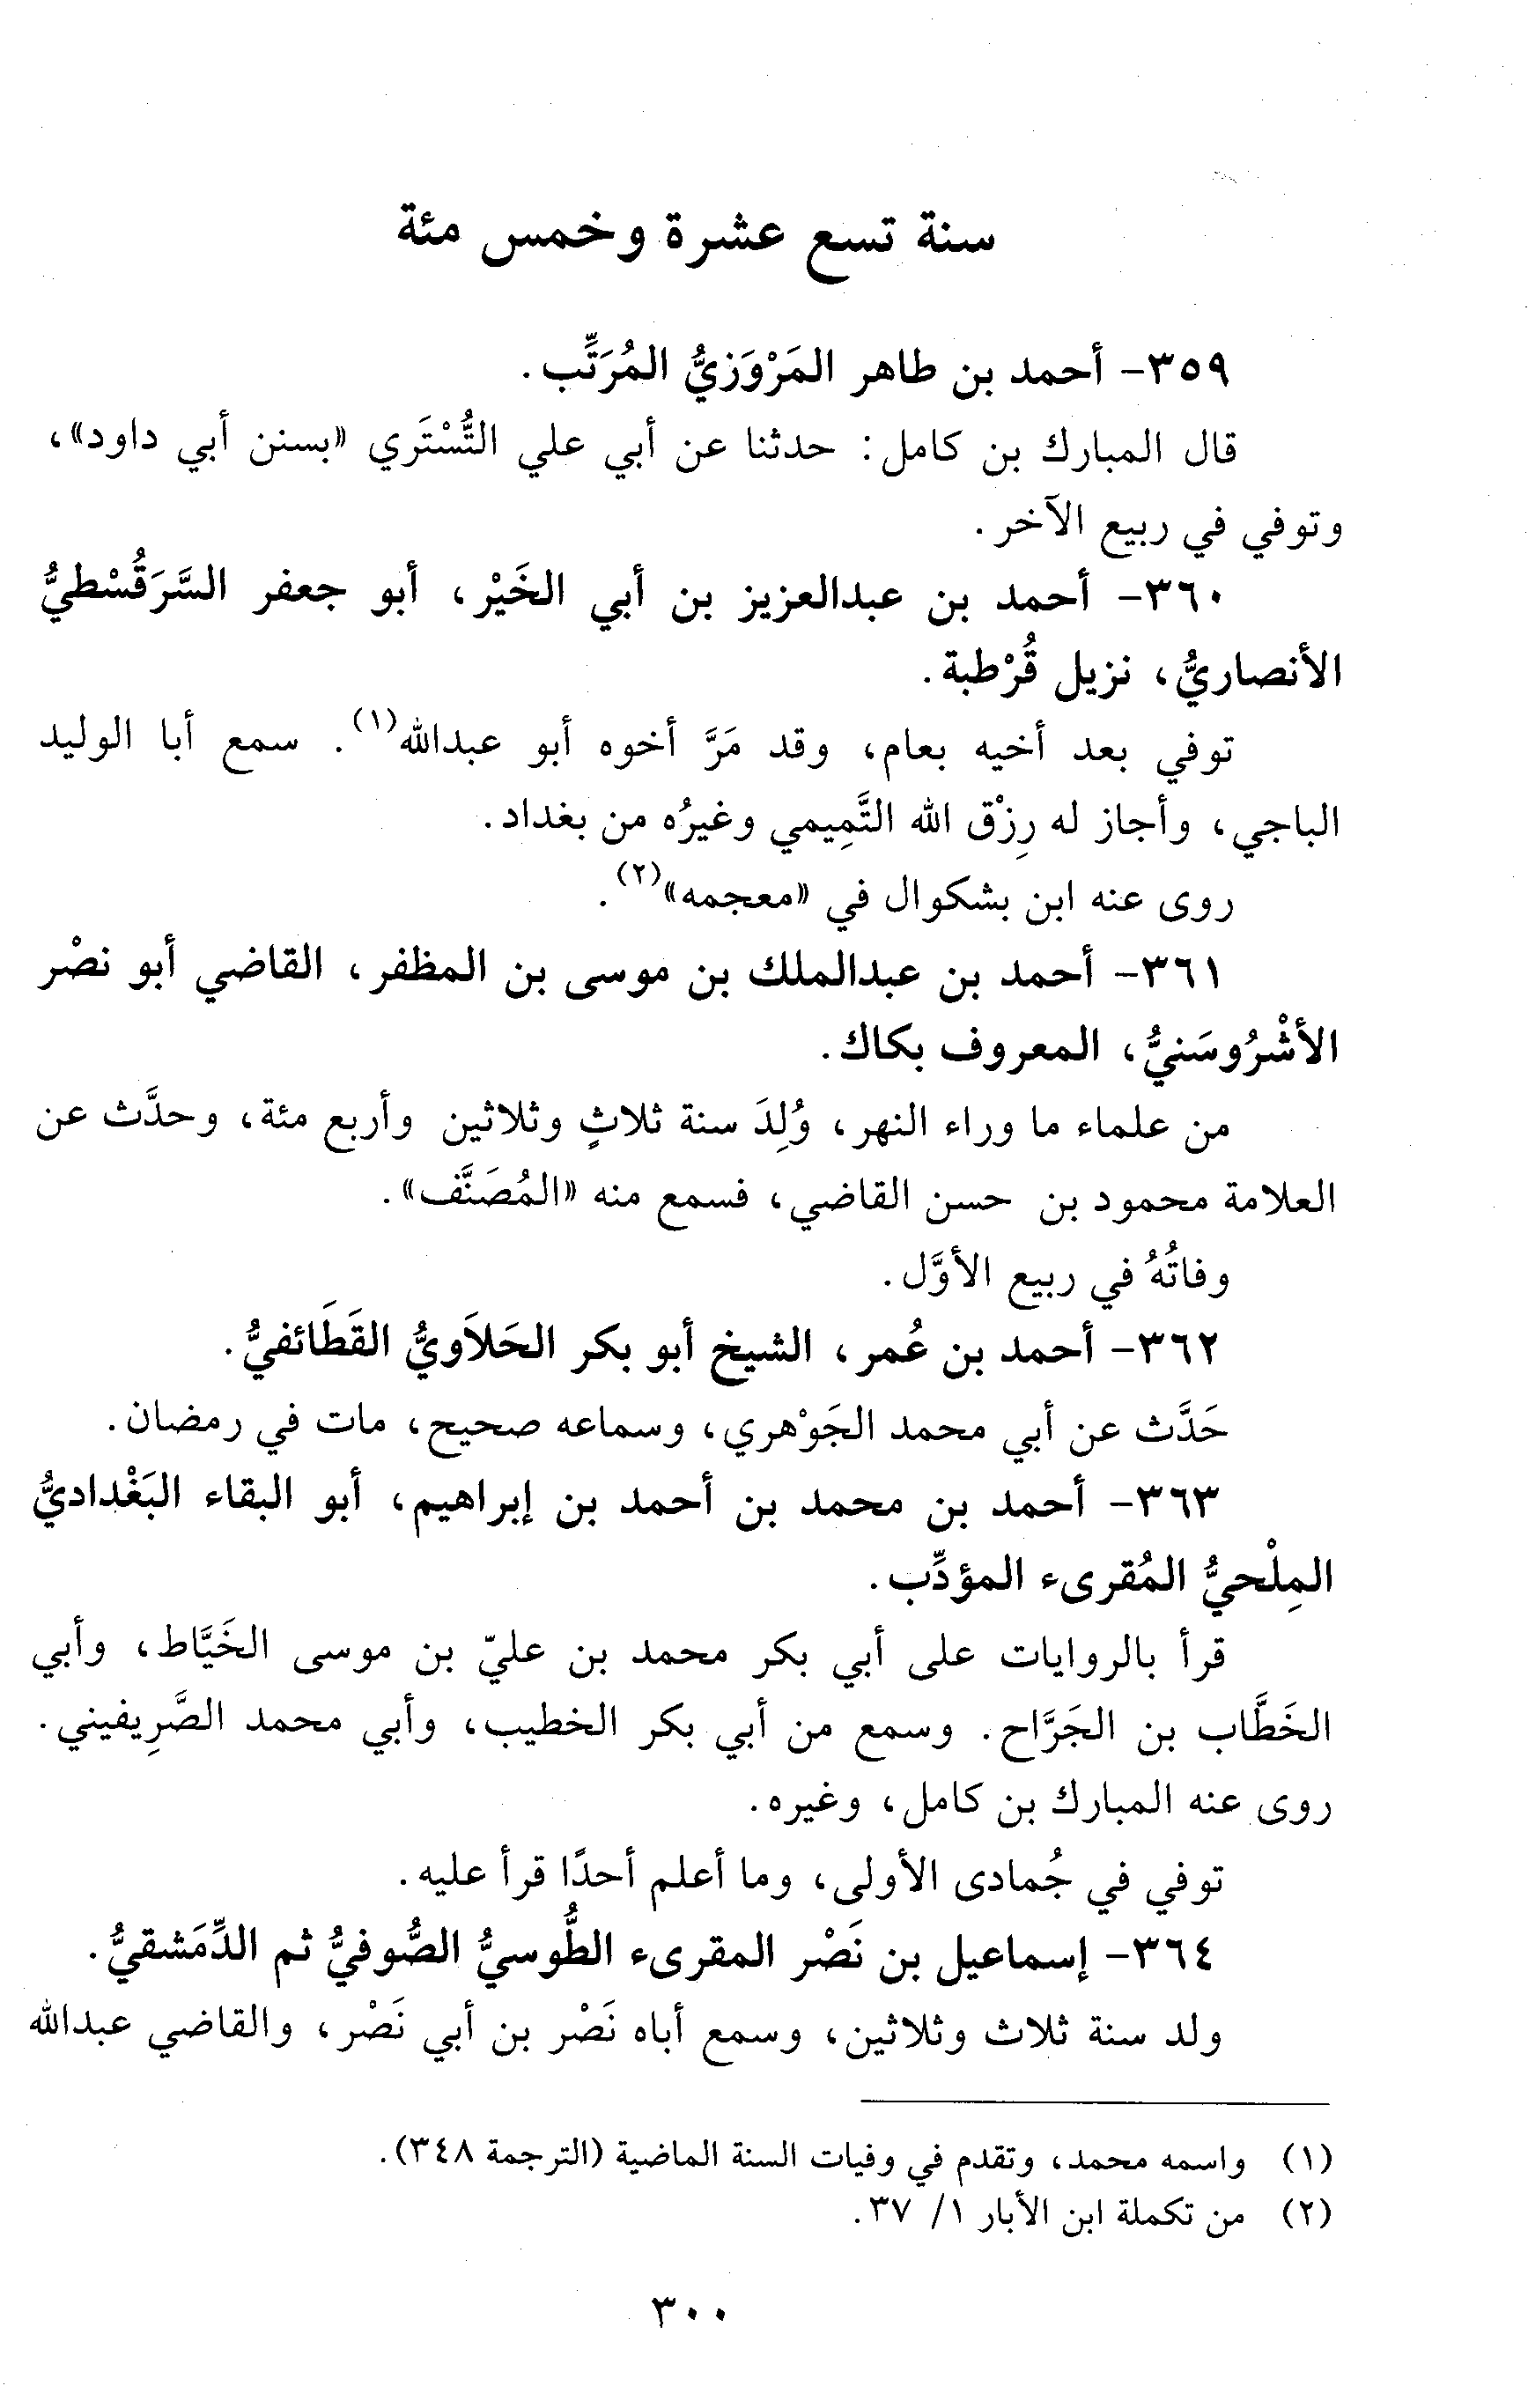 سنة تسع عشرة وخمس مئة
٣٥٩- أحمد بن طاهر المَرْوَزيُّ المُرَتِّب.
قال المبارك بن كامل: حدثنا عن أبي علي التُّسْتَري «بسنن أبي داود»،
وتوفي في ربيع الآخر.
٣٦٠- أحمد بن عبدالعزيز بن أبي الخَيْر، أبو جعفر السَّرَقُسْطيُّ
الأنصاريُّ، نزيل قُرْطبة.
توفي بعد أخيه بعام، وقد مَرَّ أخوه أبو عبدالله(١). سمع أبا الوليد
الباجي، وأجاز له رِزْق الله التَّمِيمي وغيرُه من بغداد.
روى عنه ابن بشكوال في «معجمه»(٢).
٣٦١- أحمد بن عبدالملك بن موسى بن المظفر، القاضي أبو نصْر
الأشْرُوسَنيُّ، المعروف بكاك.
من علماء ما وراء النهر، وُلِدَ سنة ثلاثٍ وثلاثين وأربع مئة، وحدَّث عن
العلامة محمود بن حسن القاضي، فسمع منه «المُصَنَّف».
وفاتُهُ في ربيع الأوَّل.
٣٦٢- أحمد بن عُمر، الشيخ أبو بكر الحَلاَويُّ القَطَائفيُّ.
حَدَّث عن أبي محمد الجَوْهري، وسماعه صحيح، مات في رمضان.
٣٦٣- أحمد بن محمد بن أحمد بن إبراهيم، أبو البقاء البَغْداديُّ
المِلْحيُّ المُقرىء المؤدِّب.
قرأ بالروايات على أبي بكر محمد بن عليّ بن موسى الخَيَّاط، وأبي
الخَطَّاب بن الجَرَّاح. وسمع من أبي بكر الخطيب، وأبي محمد الصَّرِيفيني.
روى عنه المبارك بن كامل، وغيره.
توفي في جُمادى الأولى، وما أعلم أحدًا قرأ عليه.
٣٦٤- إسماعيل بن نَصْر المقرىء الطُّوسيُّ الصُّوفيُّ ثم الدِّمَشقيُّ.
ولد سنة ثلاث وثلاثين، وسمع أباه نَصْر بن أبي نَصْر، والقاضي عبدالله
(١) واسمه محمد، وتقدم في وفيات السنة الماضية (الترجمة ٣٤٨).
(٢) من تكملة ابن الأبار ١/ ٣٧.
٣٠٠